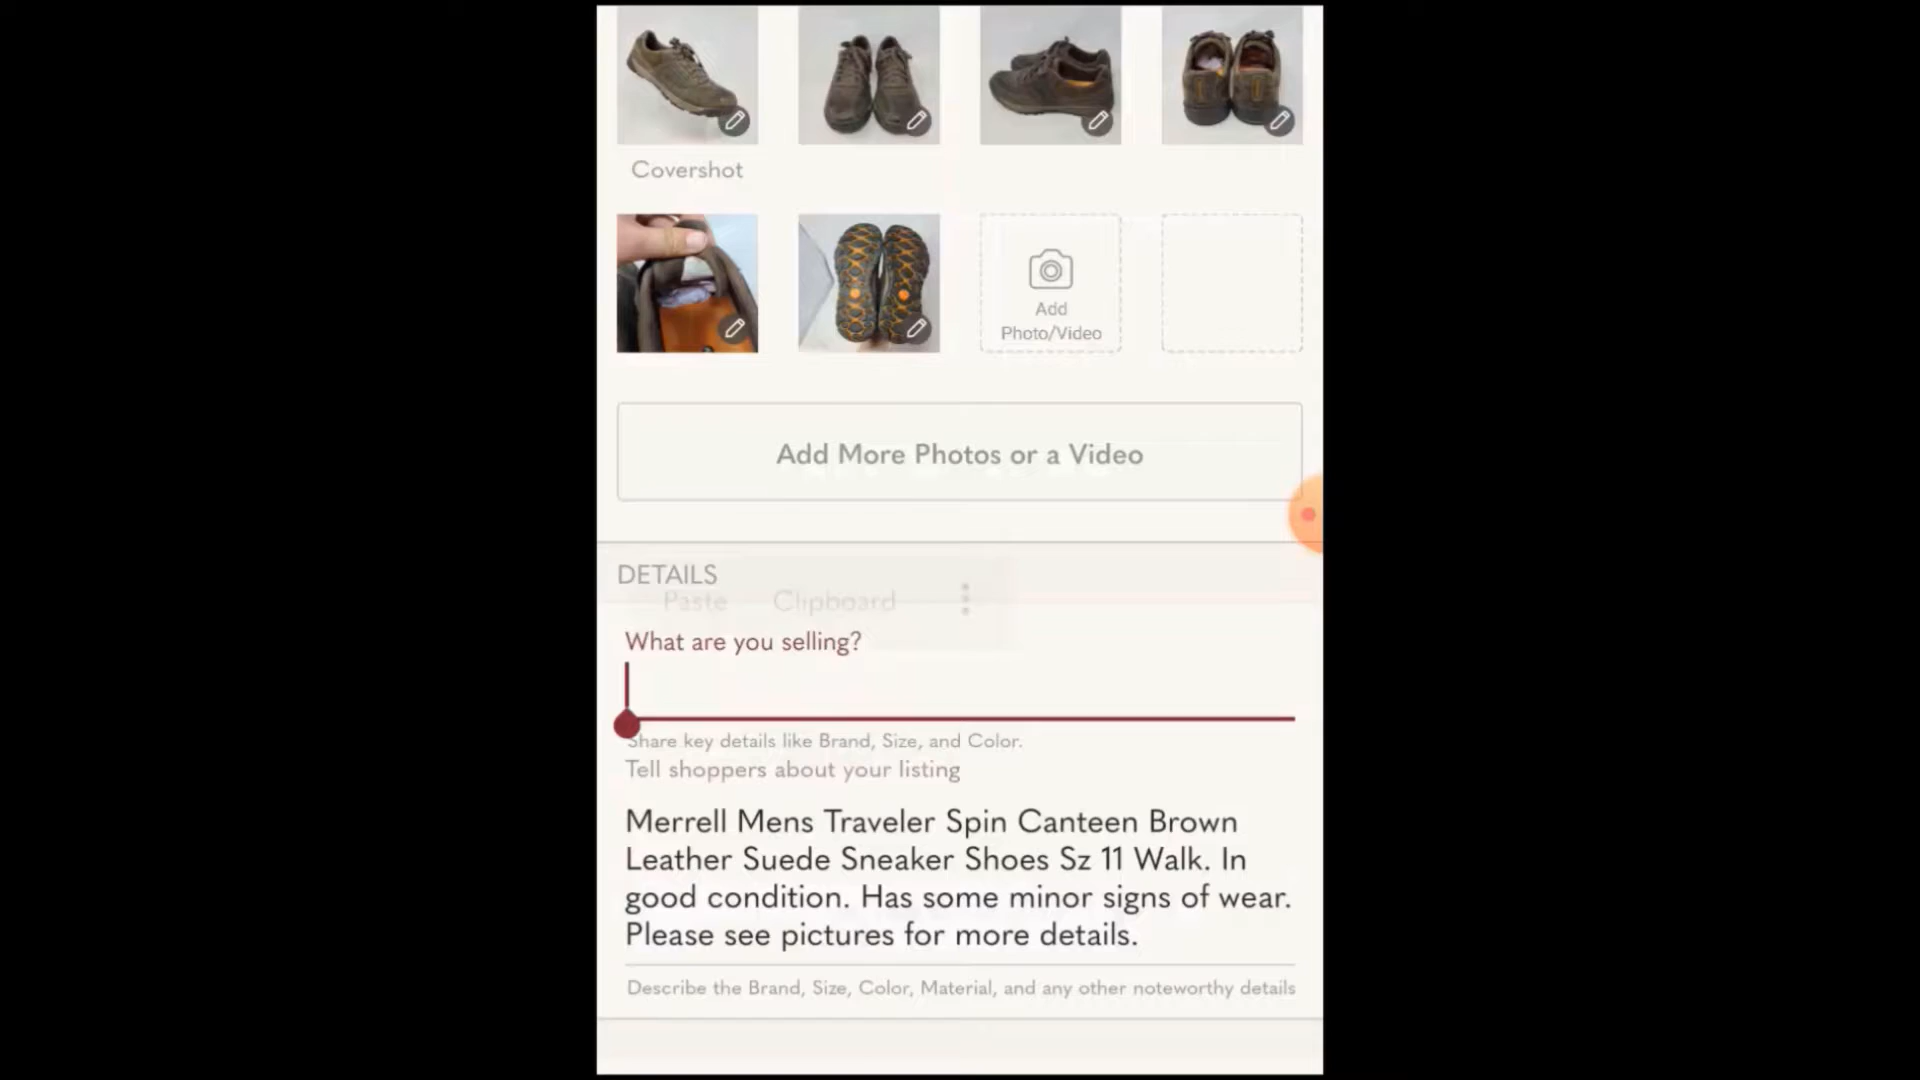 Covershot
Add
Photo/Video
Add More Photos or a Video
DETAILS
Paste Clipboard
What are you selling?
Share key details like Brand, Size, and Color.
Tell shoppers about your listing
Merrell Mens Traveler Spin Canteen Brown
Leather Suede Sneaker Shoes Sz 11 Walk. In
good condition. Has some minor signs of wear.
Please see pictures for more details.
Describe the Brand, Size, Color, Material, and any other noteworthy details